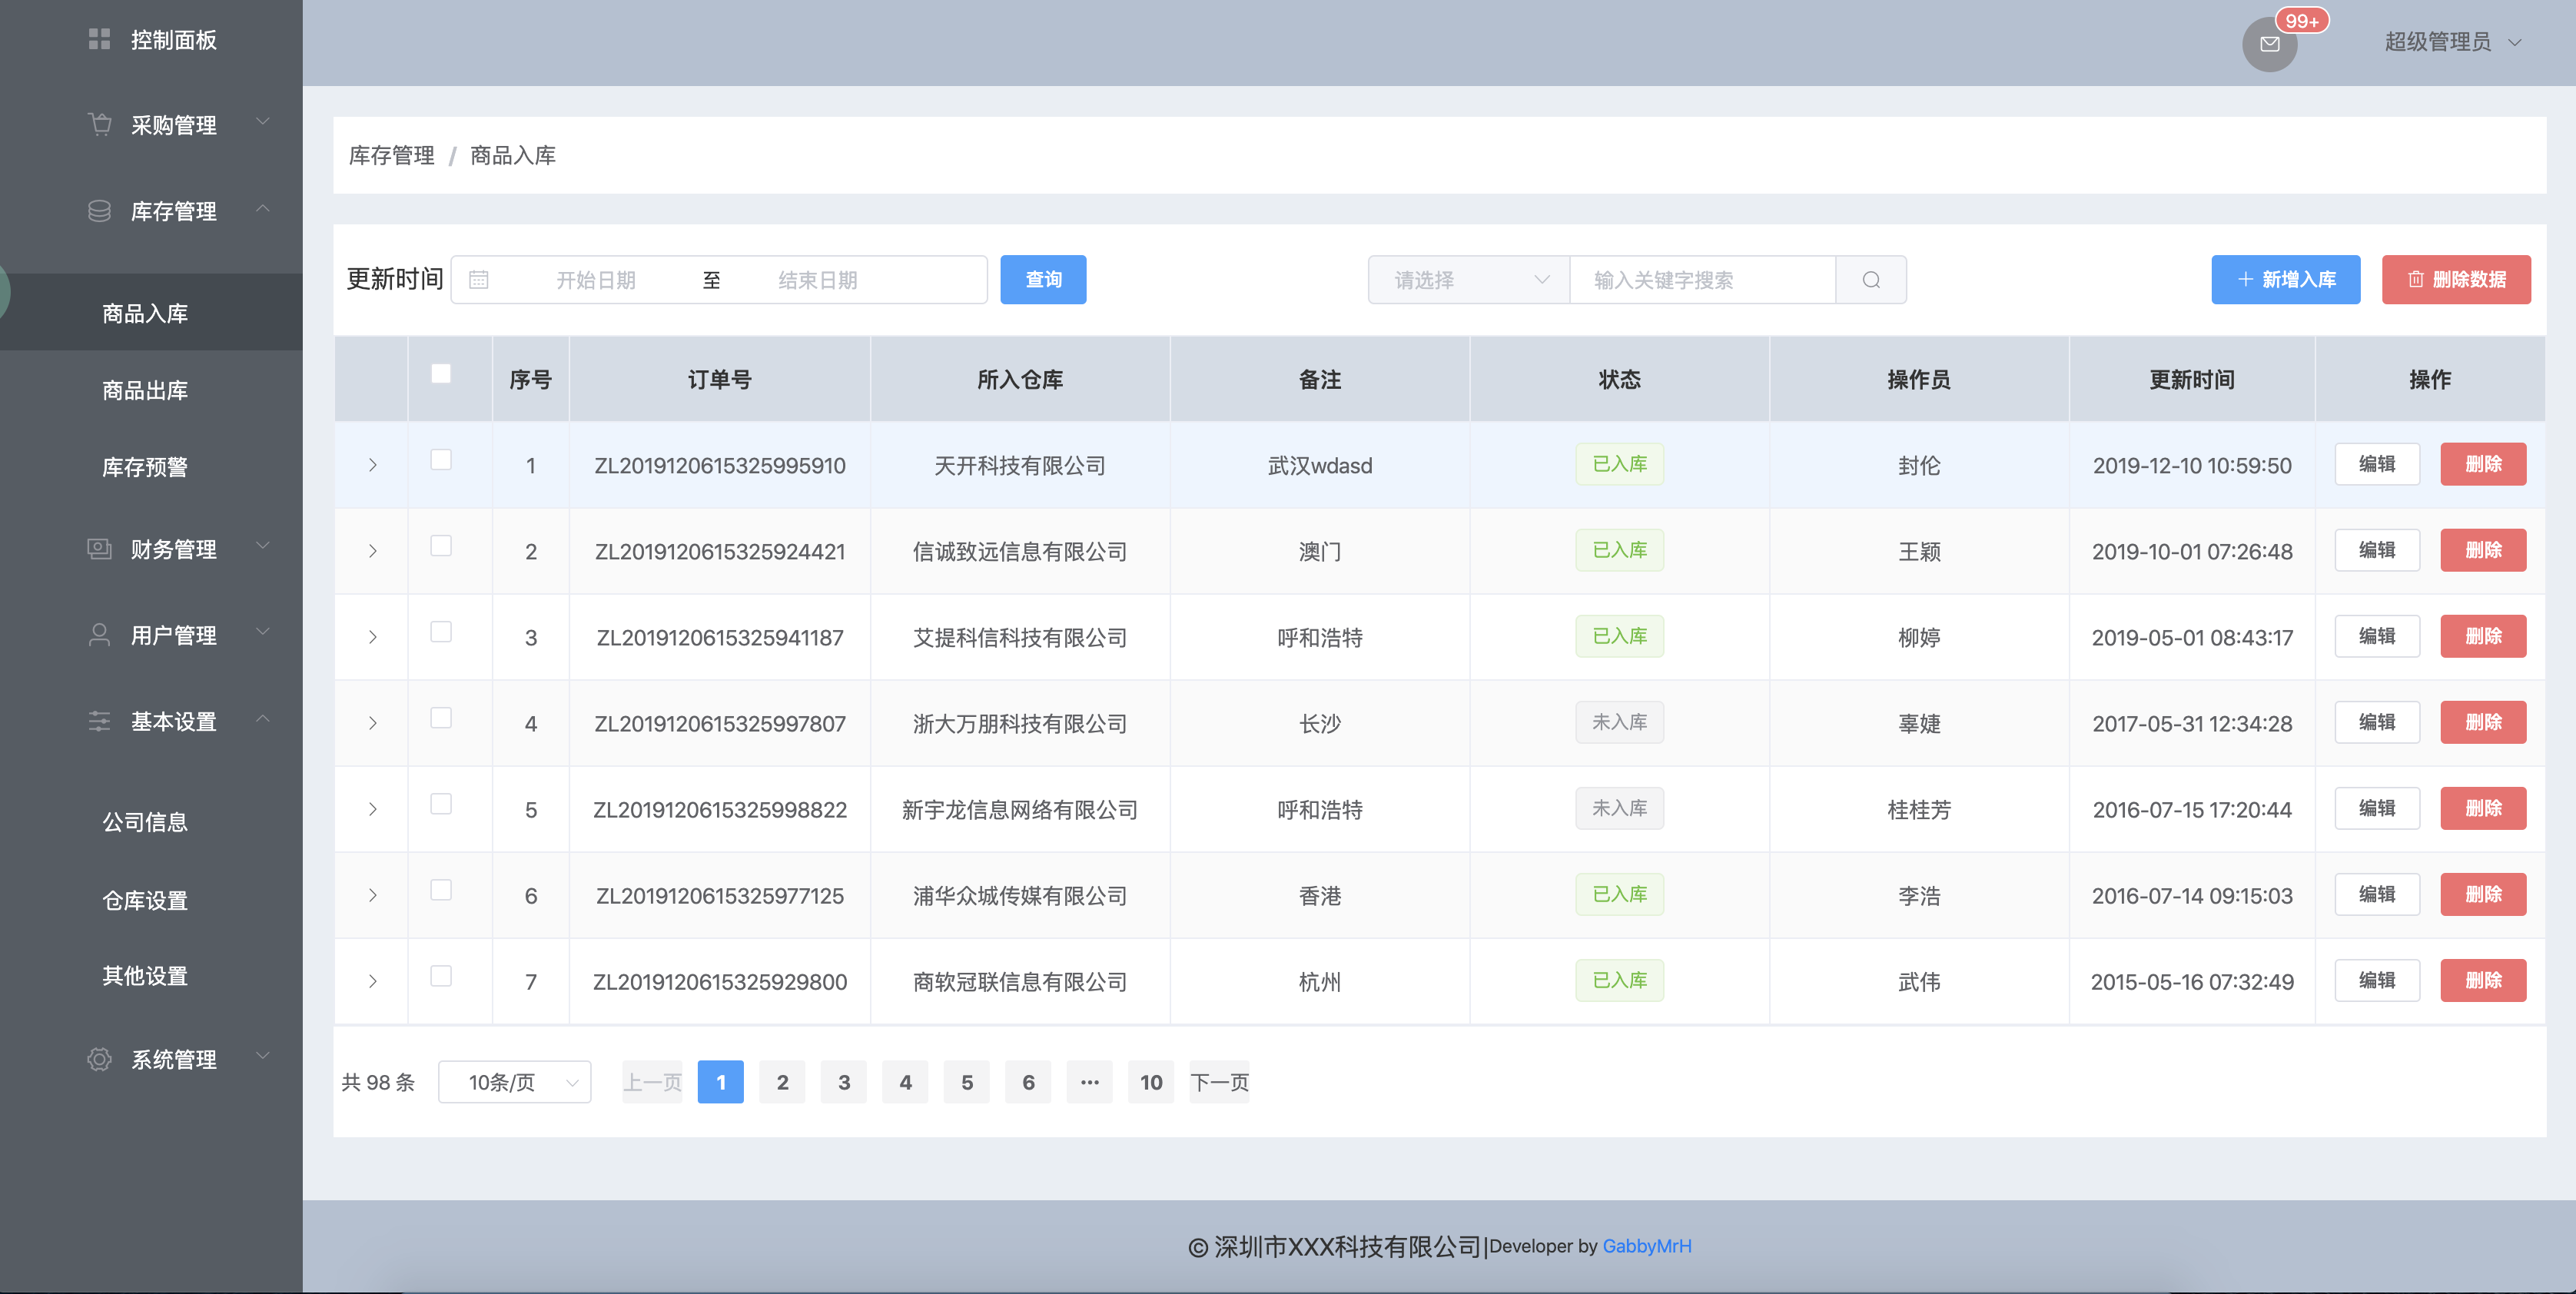 控制面板
采购管理
库存管理
商品入库
商品出库
库存预警
财务管理
用户管理
基本设置
公司信息
仓库设置
其他设置
系统管理
99+
超级管理员
库存管理 / 商品入库
更新时间 开始日期 至 结束日期 查询 请选择 输入关键字搜索 新增入库 删除数据
序号 订单号 所入仓库 备注 状态 操作员 更新时间 操作
1 ZL2019120615325995910 天开科技有限公司 武汉wdasd 已入库 封伦 2019-12-10 10:59:50 编辑 删除
2 ZL2019120615325924421 信诚致远信息有限公司 澳门 已入库 王颖 2019-10-01 07:26:48 编辑 删除
3 ZL2019120615325941187 艾提科信科技有限公司 呼和浩特 已入库 柳婷 2019-05-01 08:43:17 编辑 删除
4 ZL2019120615325997807 浙大万朋科技有限公司 长沙 未入库 辜婕 2017-05-31 12:34:28 编辑 删除
5 ZL2019120615325998822 新宇龙信息网络有限公司 呼和浩特 未入库 桂桂芳 2016-07-15 17:20:44 编辑 删除
6 ZL2019120615325977125 浦华众城传媒有限公司 香港 已入库 李浩 2016-07-14 09:15:03 编辑 删除
7 ZL2019120615325929800 商软冠联信息有限公司 杭州 已入库 武伟 2015-05-16 07:32:49 编辑 删除
共 98 条 10条/页 上一页 1 2 3 4 5 6 ··· 10 下一页
© 深圳市XXX科技有限公司|Developer by GabbyMrH